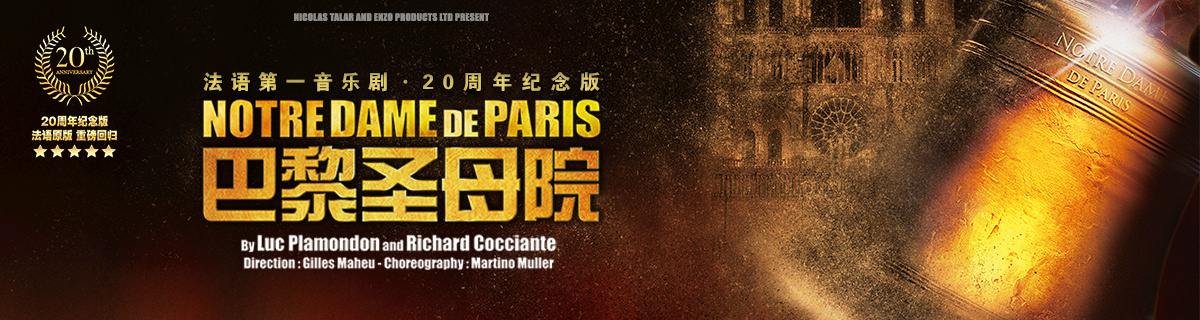 NICOLAS TALAR AND ENZO PRODUCTS LTD PRESENT
20th
ANNIVERSARY
20周年纪念版
法语原版 重磅回归
法语第一音乐剧·20周年纪念版
NOTRE DAME DE PARIS
巴黎圣母院
By Luc Plamondon and Richard Cocciante
Direction : Gilles Maheu - Choreography : Martino Muller
NOTRE DAME
DE PARIS